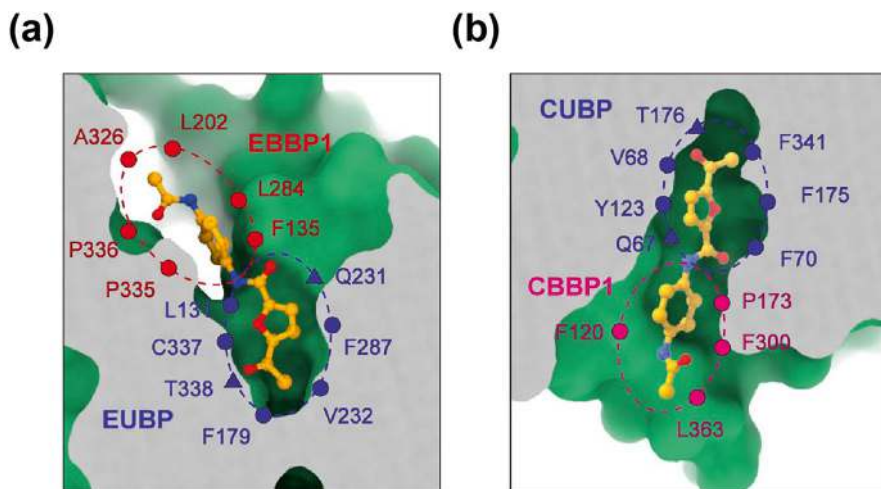 (a)
A326
L202
EBBP1
L284
F135
P336
P335
Q231
L131
C337
F287
T338
EUBP
V232
F179
(b)
CUBP
T176
F341
V68
F175
Y123
Q67
F70
CBBP1
P173
F120
F300
L363